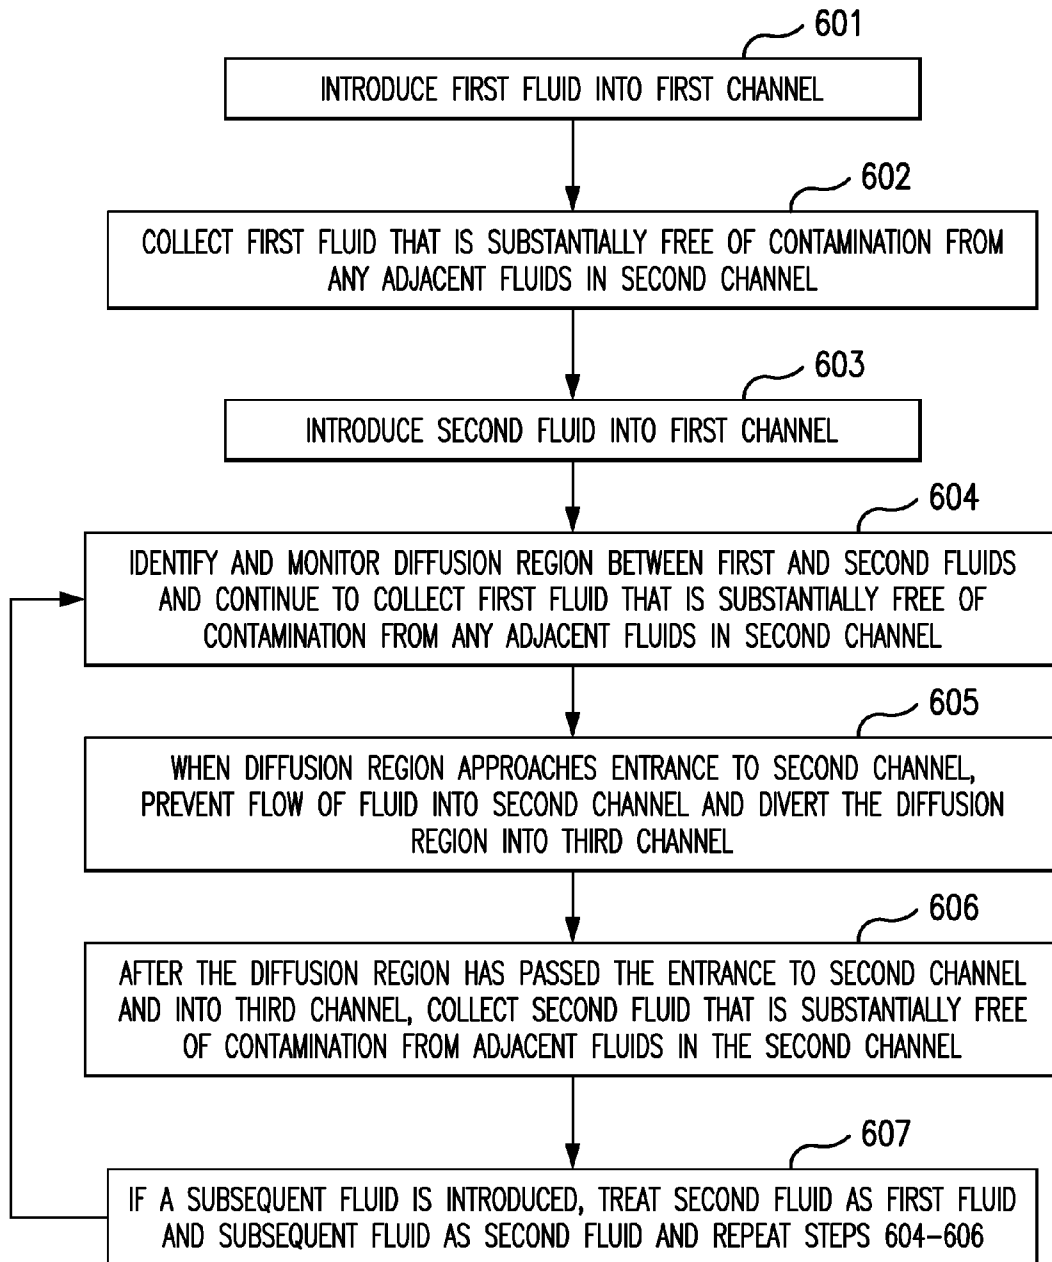 601
INTRODUCE FIRST FLUID INTO FIRST CHANNEL
602
COLLECT FIRST FLUID THAT IS SUBSTANTIALLY FREE OF CONTAMINATION FROM
ANY ADJACENT FLUIDS IN SECOND CHANNEL
603
INTRODUCE SECOND FLUID INTO FIRST CHANNEL
604
IDENTIFY AND MONITOR DIFFUSION REGION BETWEEN FIRST AND SECOND FLUIDS
AND CONTINUE TO COLLECT FIRST FLUID THAT IS SUBSTANTIALLY FREE OF
CONTAMINATION FROM ANY ADJACENT FLUIDS IN SECOND CHANNEL
605
WHEN DIFFUSION REGION APPROACHES ENTRANCE TO SECOND CHANNEL,
PREVENT FLOW OF FLUID INTO SECOND CHANNEL AND DIVERT THE DIFFUSION
REGION INTO THIRD CHANNEL
606
AFTER THE DIFFUSION REGION HAS PASSED THE ENTRANCE TO SECOND CHANNEL
AND INTO THIRD CHANNEL, COLLECT SECOND FLUID THAT IS SUBSTANTIALLY FREE
OF CONTAMINATION FROM ADJACENT FLUIDS IN THE SECOND CHANNEL
607
IF A SUBSEQUENT FLUID IS INTRODUCED, TREAT SECOND FLUID AS FIRST FLUID
AND SUBSEQUENT FLUID AS SECOND FLUID AND REPEAT STEPS 604-606